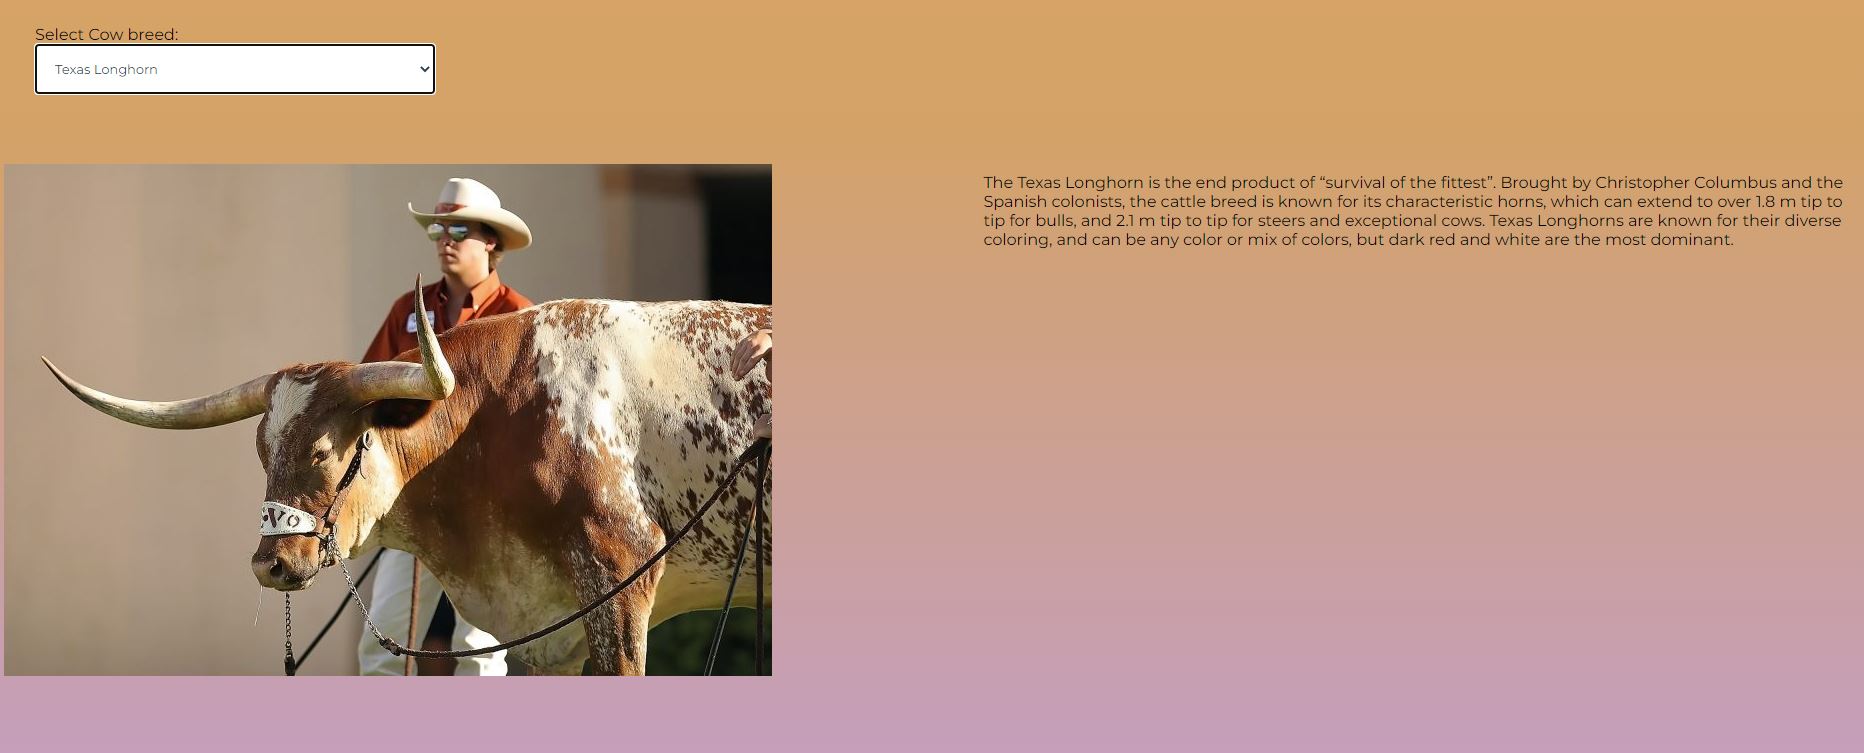 Select Cow breed:
Texas Longhorn
The Texas Longhorn is the end product of “survival of the fittest”. Brought by Christopher Columbus and the
Spanish colonists, the cattle breed is known for its characteristic horns, which can extend to over 1.8 m tip to
tip for bulls, and 2.1 m tip to tip for steers and exceptional cows. Texas Longhorns are known for their diverse
coloring, and can be any color or mix of colors, but dark red and white are the most dominant.